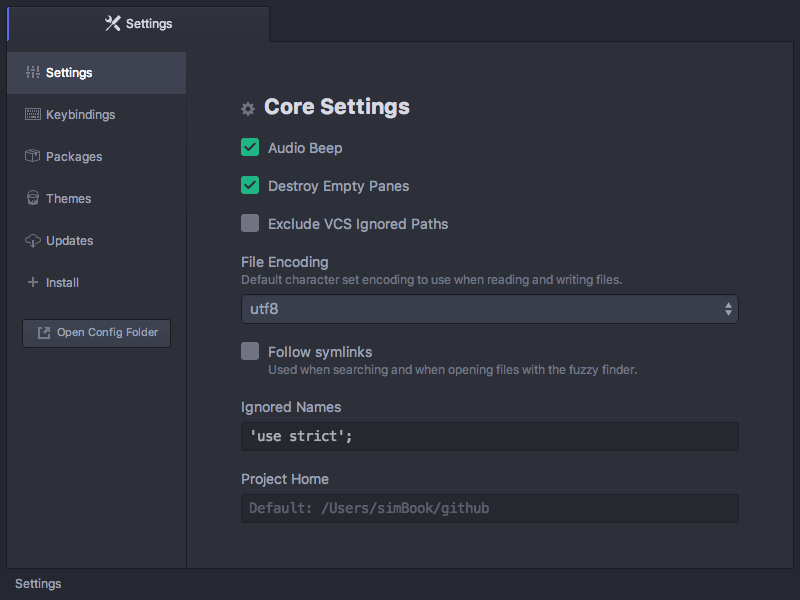 Settings
Settings
Keybindings
Packages
Themes
Updates
Install
Open Config Folder
Core Settings
Audio Beep
Destroy Empty Panes
Exclude VCS Ignored Paths
File Encoding
Default character set encoding to use when reading and writing files.
utf8
Follow symlinks
Used when searching and when opening files with the fuzzy finder.
Ignored Names
'use strict';
Project Home
Default: /Users/simBook/github
Settings